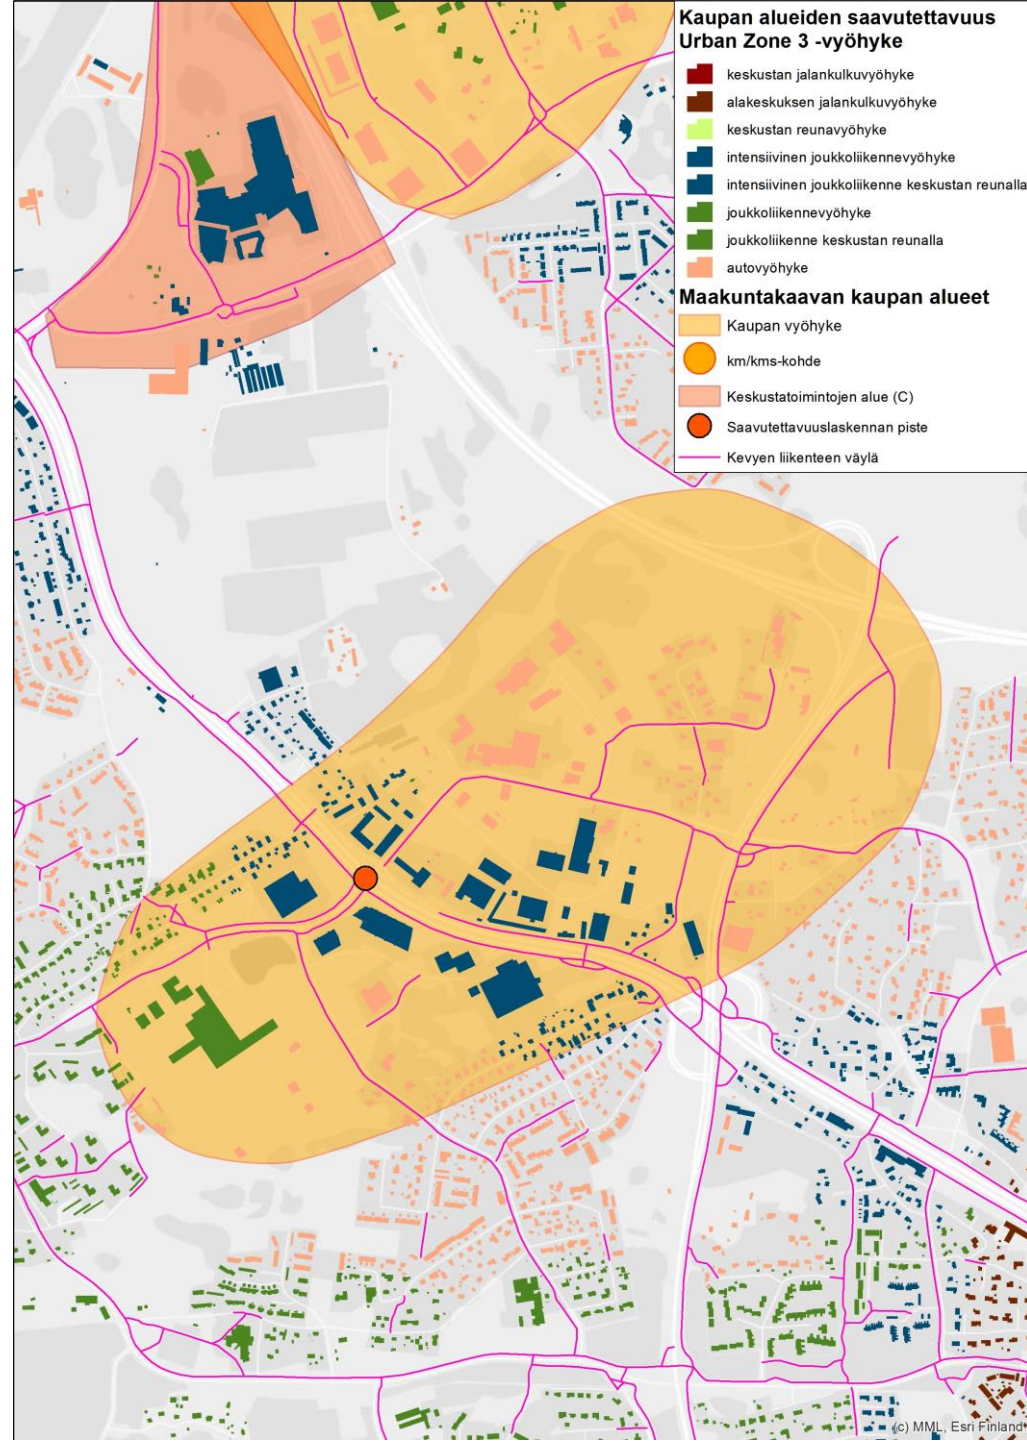 Kaupan alueiden saavutettavuus
Urban Zone 3 -vyöhyke
keskustan jalankulkuvyöhyke
alakeskuksen jalankulkuvyöhyke
keskustan reunavyöhyke
intensiivinen joukkoliikennevyöhyke
intensiivinen joukkoliikenne keskustan reunalla
joukkoliikennevyöhyke
joukkoliikenne keskustan reunalla
autovyöhyke
Maakuntakaavan kaupan alueet
Kaupan vyöhyke
km/kms-kohde
Keskustatoimintojen alue (C)
Saavutettavuuslaskennan piste
Kevyen liikenteen väylä
(c) MML, Esri Finland